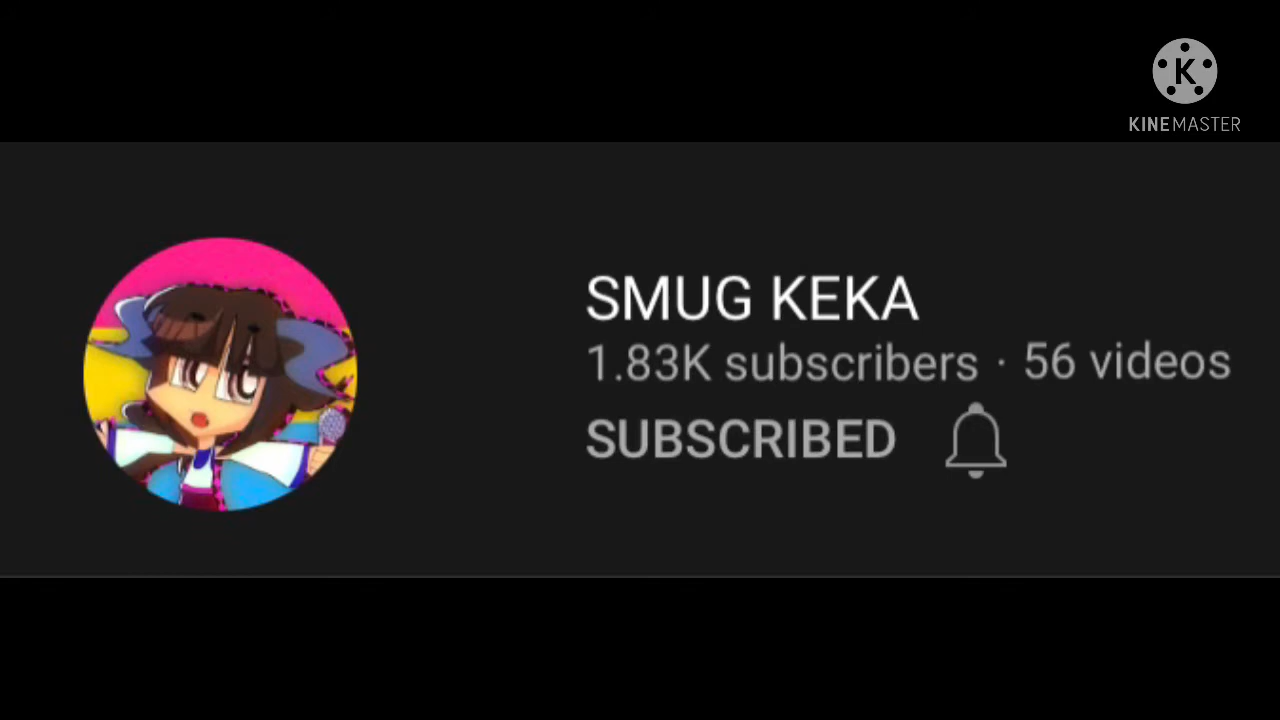 K
KINEMASTER
SMUG KEKA
1.83K subscribers · 56 videos
SUBSCRIBED